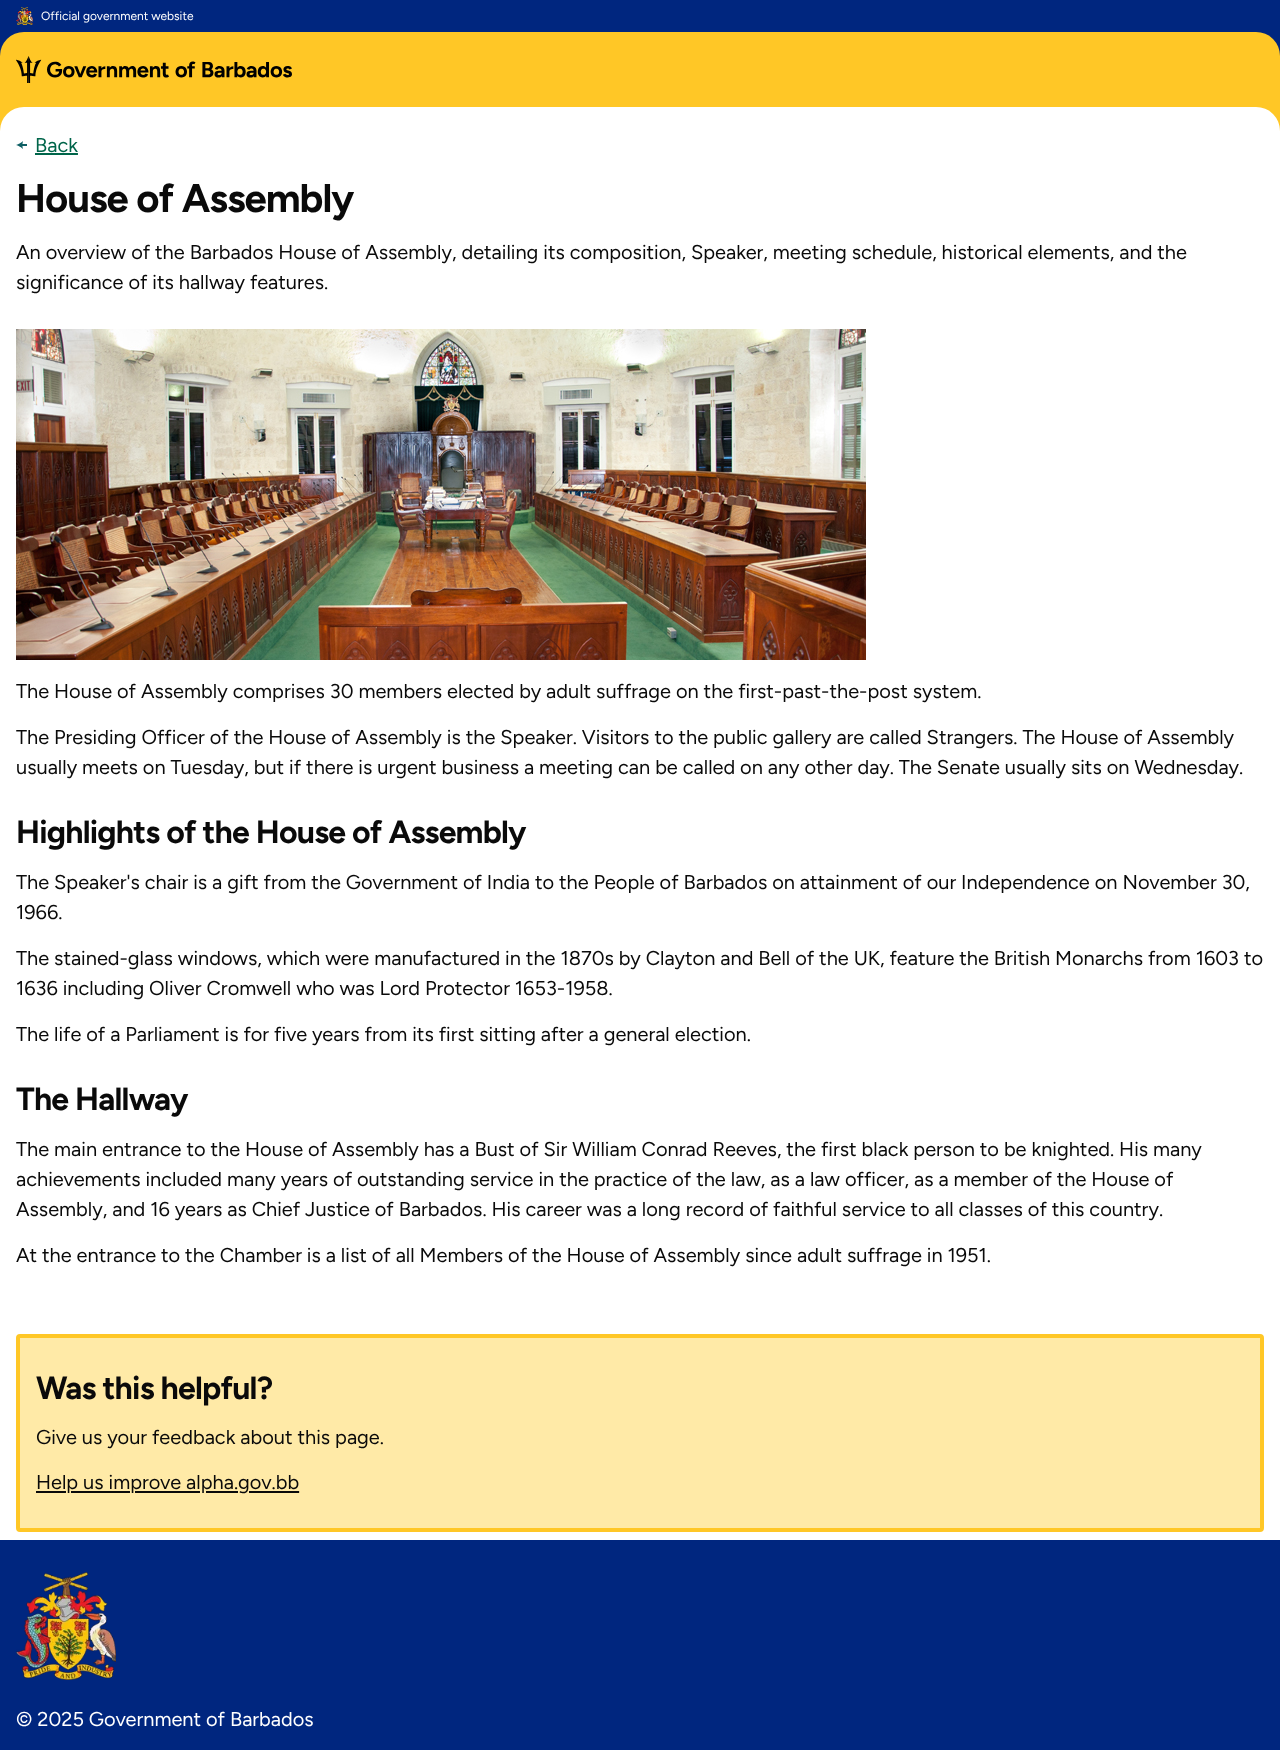 Official government website
Government of Barbados
Back
House of Assembly
An overview of the Barbados House of Assembly, detailing its composition, Speaker, meeting schedule, historical elements, and the
significance of its hallway features.
EXIT
The House of Assembly comprises 30 members elected by adult suffrage on the first-past-the-post system.
The Presiding Officer of the House of Assembly is the Speaker. Visitors to the public gallery are called Strangers. The House of Assembly
usually meets on Tuesday, but if there is urgent business a meeting can be called on any other day. The Senate usually sits on Wednesday.
Highlights of the House of Assembly
The Speaker's chair is a gift from the Government of India to the People of Barbados on attainment of our Independence on November 30,
1966.
The stained-glass windows, which were manufactured in the 1870s by Clayton and Bell of the UK, feature the British Monarchs from 1603 to
1636 including Oliver Cromwell who was Lord Protector 1653-1958.
The life of a Parliament is for five years from its first sitting after a general election.
The Hallway
The main entrance to the House of Assembly has a Bust of Sir William Conrad Reeves, the first black person to be knighted. His many
achievements included many years of outstanding service in the practice of the law, as a law officer, as a member of the House of
Assembly, and 16 years as Chief Justice of Barbados. His career was a long record of faithful service to all classes of this country.
At the entrance to the Chamber is a list of all Members of the House of Assembly since adult suffrage in 1951.
Was this helpful?
Give us your feedback about this page.
Help us improve alpha.gov.bb
PRIDE AND INDUSTRY
© 2025 Government of Barbados